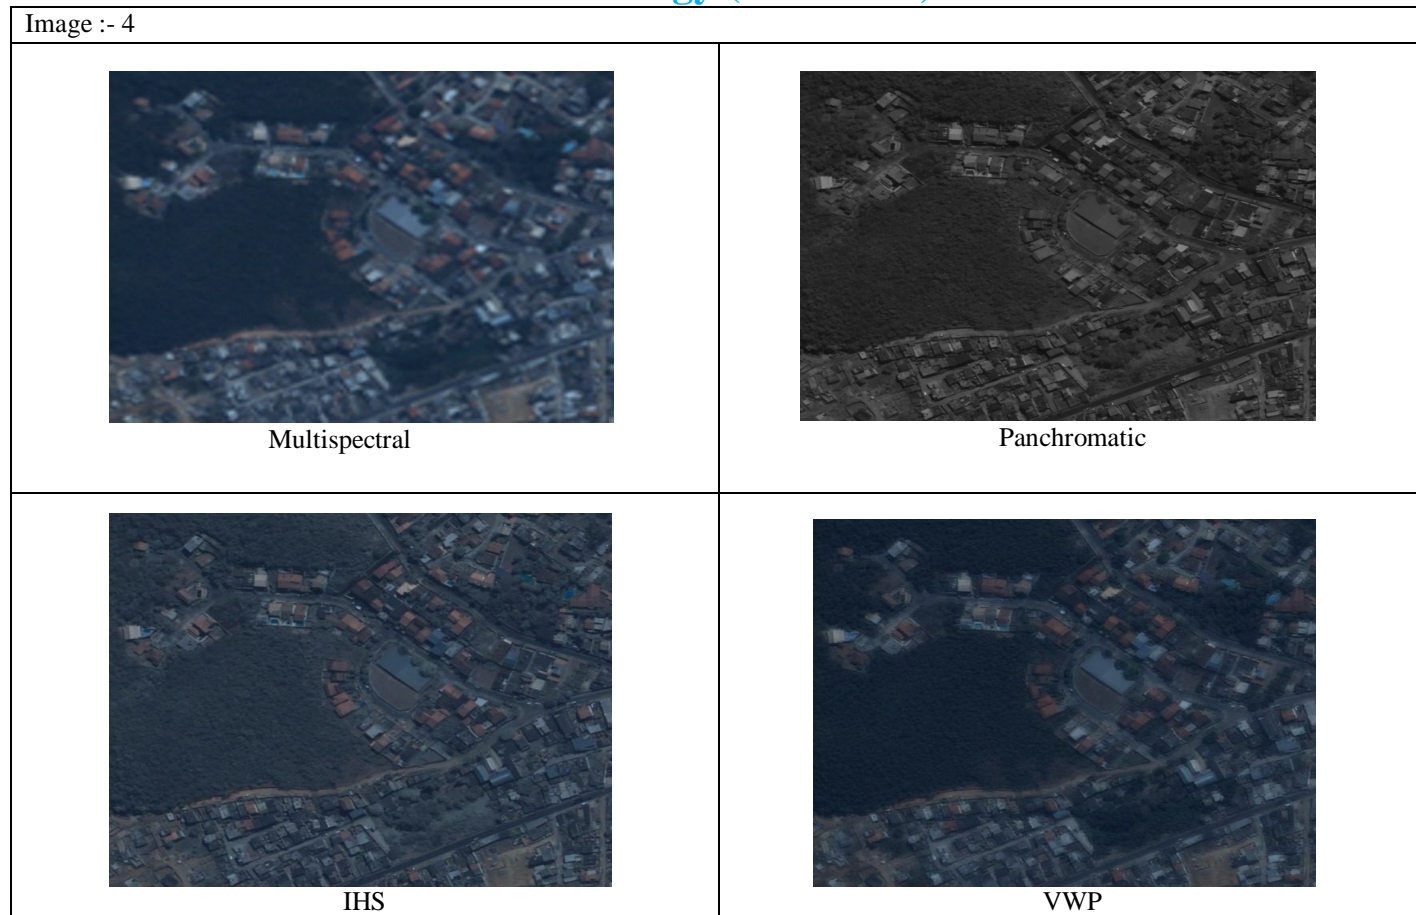 Image :- 4
Multispectral
Panchromatic
IHS
VWP